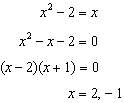 x² − 2 = x
x² − x − 2 = 0
(x − 2)(x + 1) = 0
x = 2, − 1